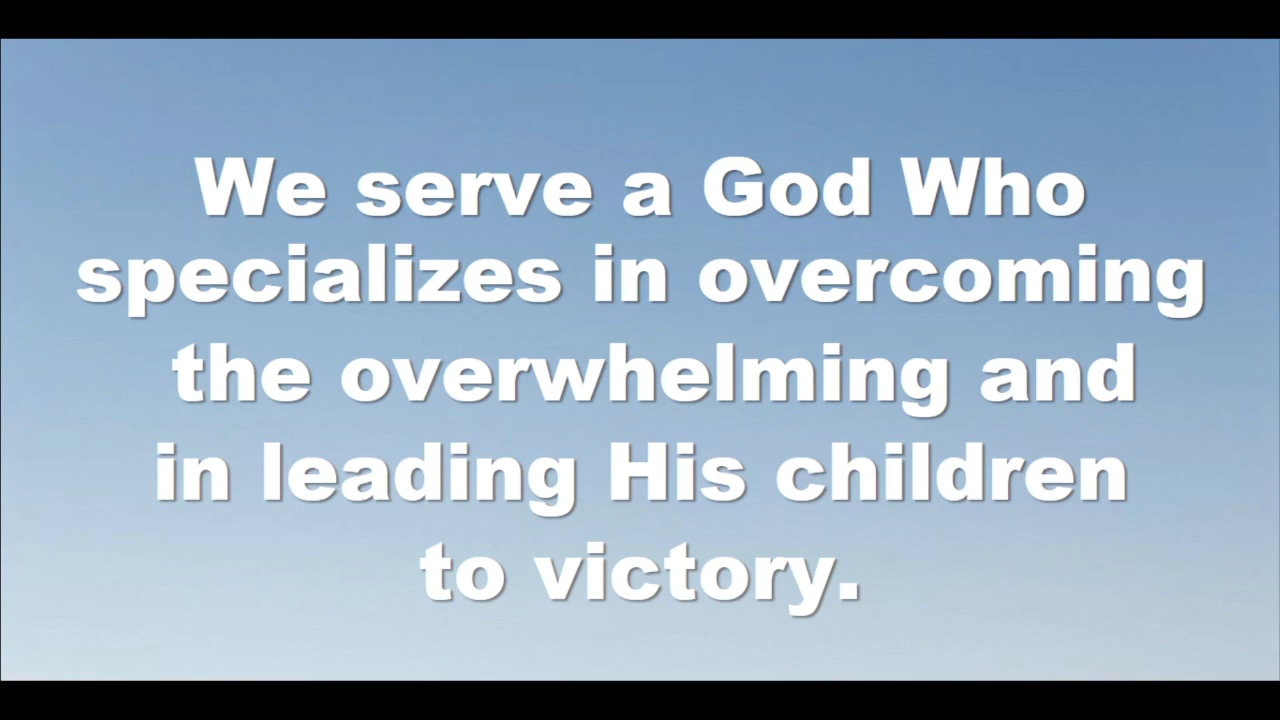 We serve a God Who
specializes in overcoming
the overwhelming and
in leading His children
to victory.